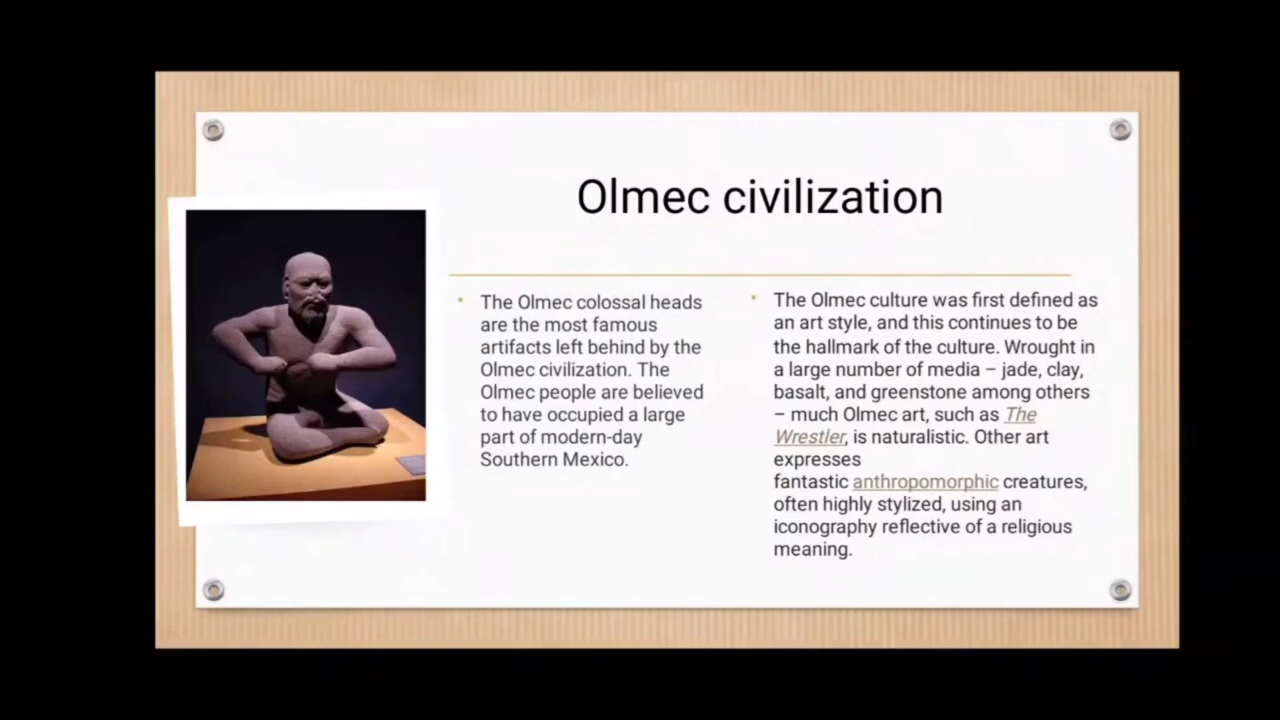 Olmec civilization
The Olmec colossal heads
are the most famous
artifacts left behind by the
Olmec civilization. The
Olmec people are believed
to have occupied a large
part of modern-day
Southern Mexico.
The Olmec culture was first defined as
an art style, and this continues to be
the hallmark of the culture. Wrought in
a large number of media – jade, clay,
basalt, and greenstone among others
– much Olmec art, such as The
Wrestler, is naturalistic. Other art
expresses
fantastic anthropomorphic creatures,
often highly stylized, using an
iconography reflective of a religious
meaning.